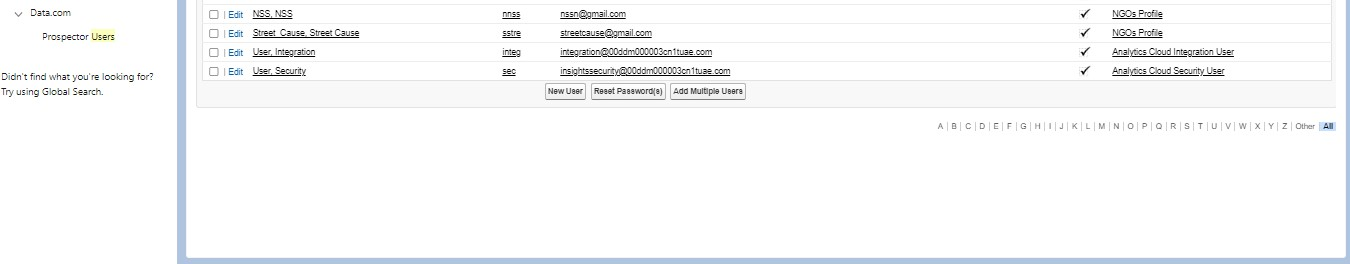 Data.com
Prospector Users
Didn't find what you're looking for?
Try using Global Search.
| Edit NSS, NSS nnss nssn@gmail.com ✓ NGOs Profile
| Edit Street Cause, Street Cause sstre streetcause@gmail.com ✓ NGOs Profile
| Edit User, Integration integ integration@00ddm000003cn1tuae.com ✓ Analytics Cloud Integration User
| Edit User, Security sec insightssecurity@00ddm000003cn1tuae.com ✓ Analytics Cloud Security User
New User Reset Password(s) Add Multiple Users
A | B | C | D | E | F | G | H | I | J | K | L | M | N | O | P | Q | R | S | T | U | V | W | X | Y | Z | Other All